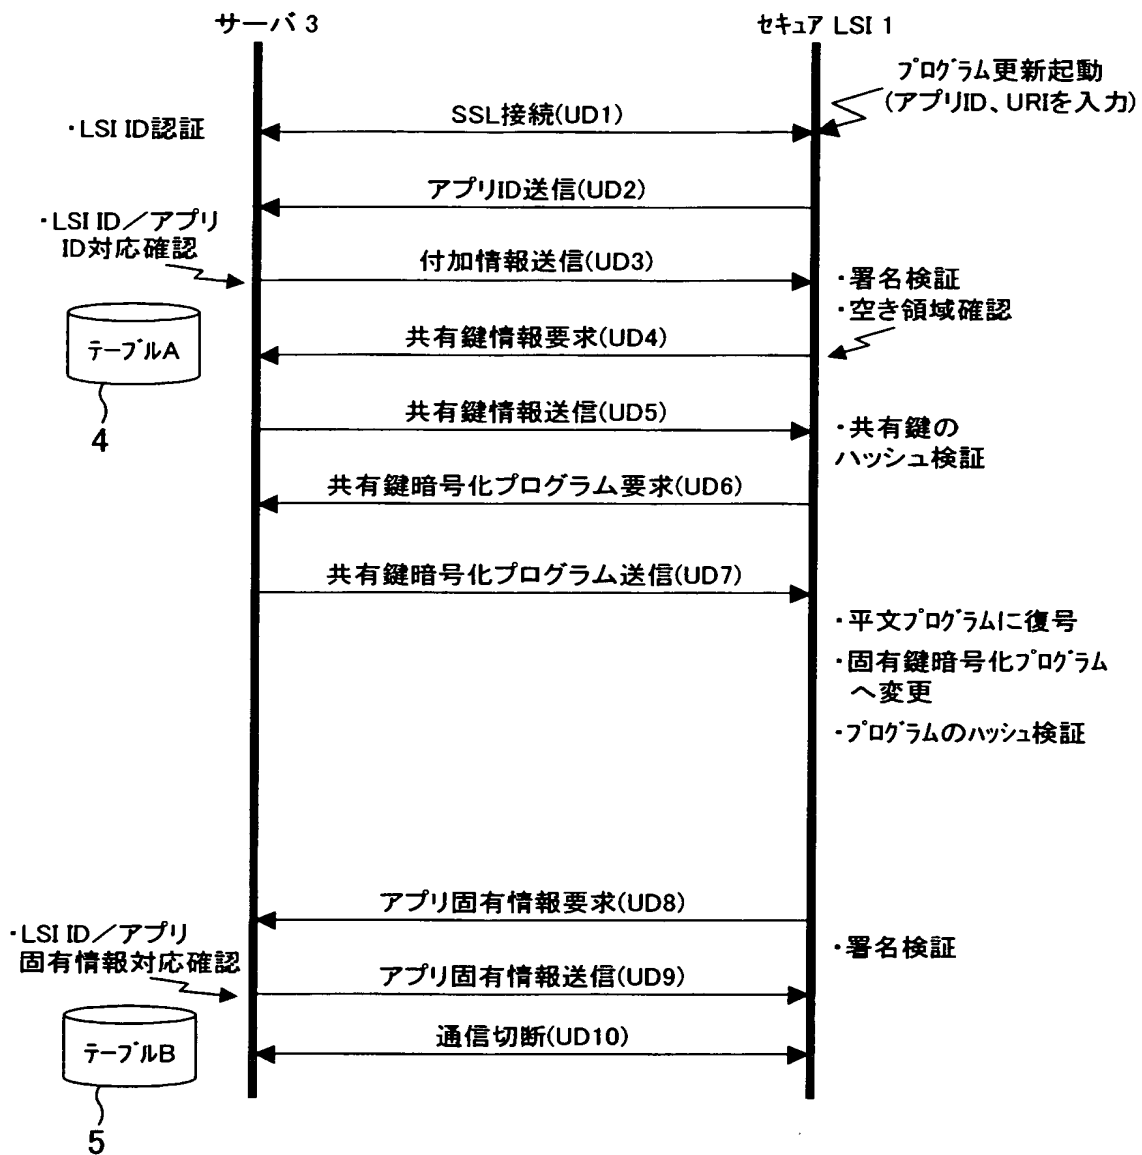 サーバ 3
セキュア LSI 1
プログラム更新起動
(アプリID、URIを入力)
SSL接続(UD1)
・LSI ID認証
アプリID送信(UD2)
・LSI ID／アプリ
ID対応確認
付加情報送信(UD3)
・署名検証
・空き領域確認
テーブルA
4
共有鍵情報要求(UD4)
共有鍵情報送信(UD5)
・共有鍵の
ハッシュ検証
共有鍵暗号化プログラム要求(UD6)
共有鍵暗号化プログラム送信(UD7)
・平文プログラムに復号
・固有鍵暗号化プログラム
へ変更
・プログラムのハッシュ検証
アプリ固有情報要求(UD8)
・LSI ID／アプリ
固有情報対応確認
・署名検証
アプリ固有情報送信(UD9)
通信切断(UD10)
テーブルB
5